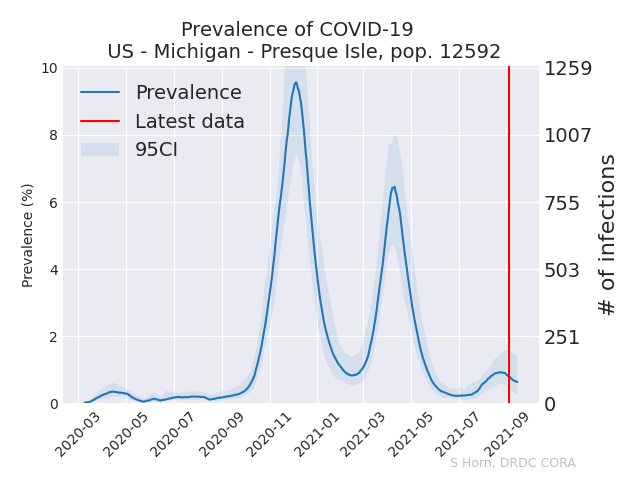 Prevalence of COVID-19
US - Michigan - Presque Isle, pop. 12592
Prevalence
Latest data
95CI
Prevalence (%)
10
8
6
4
2
0
1259
1007
755
503
251
0
# of infections
2020-03
2020-05
2020-07
2020-09
2020-11
2021-01
2021-03
2021-05
2021-07
2021-09
S Horn, DRDC CORA